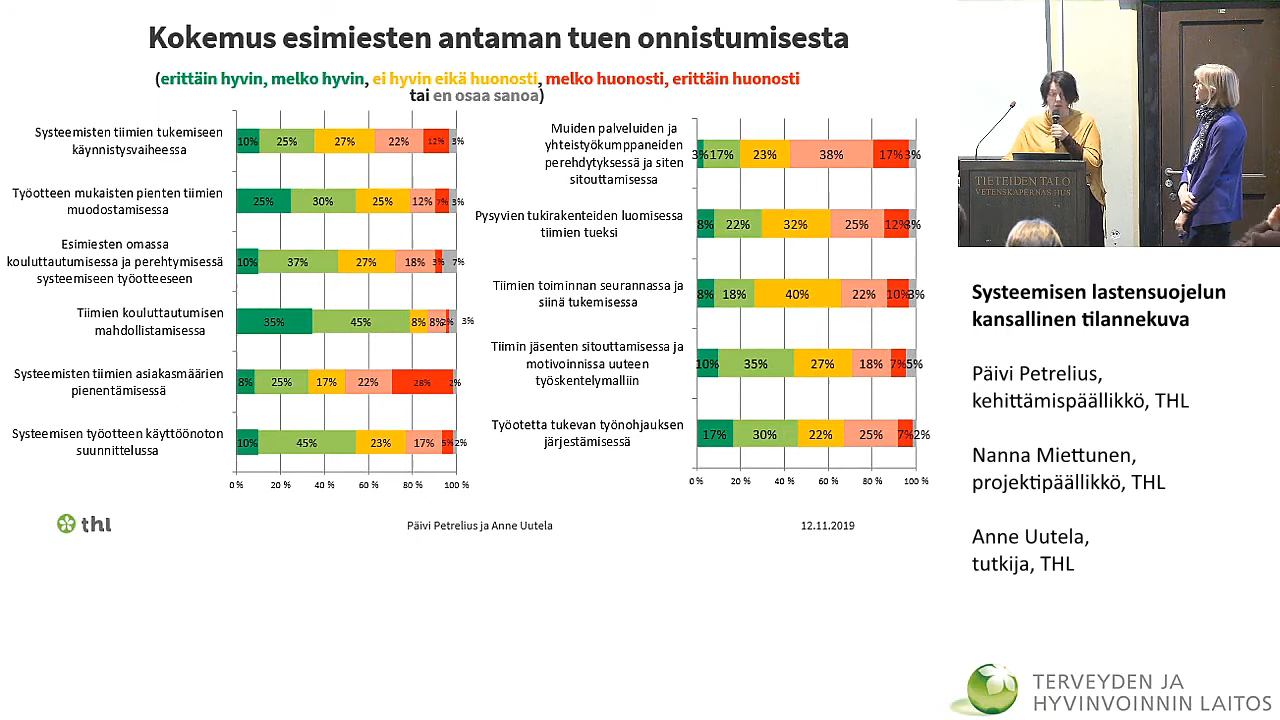 Kokemus esimiesten antaman tuen onnistumisesta
(erittäin hyvin, melko hyvin, ei hyvin eikä huonosti, melko huonosti, erittäin huonosti
tai en osaa sanoa)
Systeemisten tiimien tukemiseen
käynnistysvaiheessa
10% 25% 27% 22% 12% 3%
Työotteen mukaisten pienten tiimien
muodostamisessa
25% 30% 25% 12% 7% 3%
Esimiesten omassa
kouluttautumisessa ja perehtymisessä
systeemiseen työotteeseen
10% 37% 27% 18% 3% 7%
Tiimien kouluttautumisen
mahdollistamisessa
35% 45% 8% 8% 2% 3%
Systeemisten tiimien asiakasmäärien
pienentämisessä
8% 25% 17% 22% 28% 2%
Systeemisen työotteen käyttöönoton
suunnittelussa
10% 45% 23% 17% 5% 2%
0 % 20 % 40 % 60 % 80 % 100 %
Muiden palveluiden ja
yhteistyökumppaneiden
perehdytyksessä ja siten
sitouttamisessa
3% 17% 23% 38% 17% 3%
Pysyvien tukirakenteiden luomisessa
tiimien tueksi
8% 22% 32% 25% 12% 3%
Tiimien toiminnan seurannassa ja
siinä tukemisessa
8% 18% 40% 22% 10% 3%
Tiimin jäsenten sitouttamisessa ja
motivoinnissa uuteen
työskentelymalliin
10% 35% 27% 18% 7% 5%
Työotetta tukevan työnohjauksen
järjestämisessä
17% 30% 22% 25% 7% 2%
0 % 20 % 40 % 60 % 80 % 100 %
thl
Päivi Petrelius ja Anne Uutela
12.11.2019
TIETEIDEN TALO
VETENSKAPERNAS HUS
Systeemisen lastensuojelun
kansallinen tilannekuva
Päivi Petrelius,
kehittämispäällikkö, THL
Nanna Miettunen,
projektipäällikkö, THL
Anne Uutela,
tutkija, THL
TERVEYDEN JA
HYVINVOINNIN LAITOS